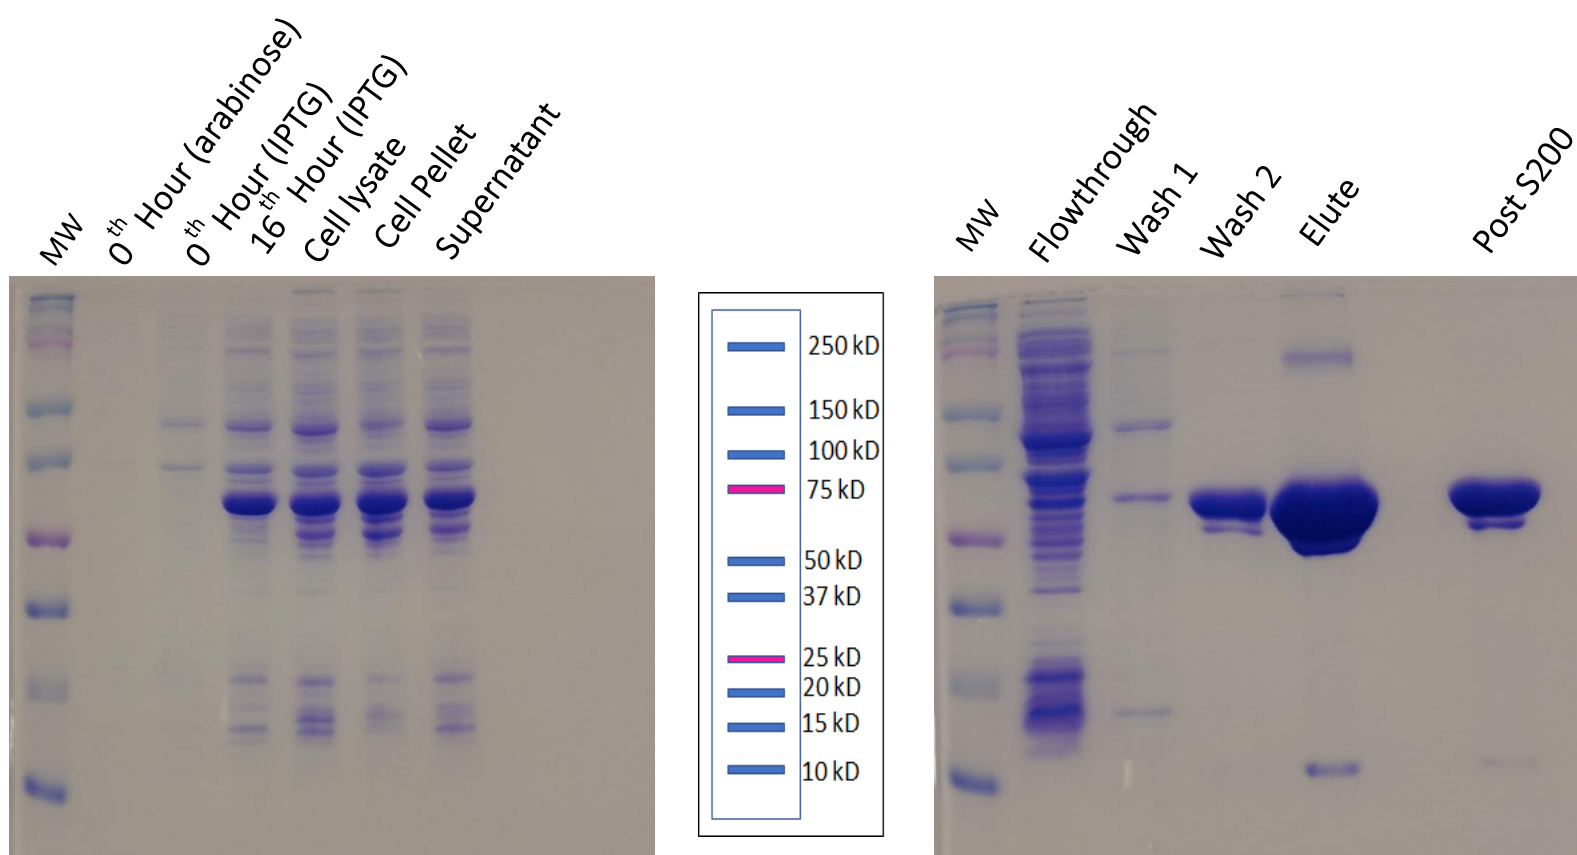 MW
0th Hour (arabinose)
0th Hour (IPTG)
16th Hour (IPTG)
Cell lysate
Cell Pellet
Supernatant
250 kD
150 kD
100 kD
75 kD
50 kD
37 kD
25 kD
20 kD
15 kD
10 kD
MW
Flowthrough
Wash 1
Wash 2
Elute
Post S200